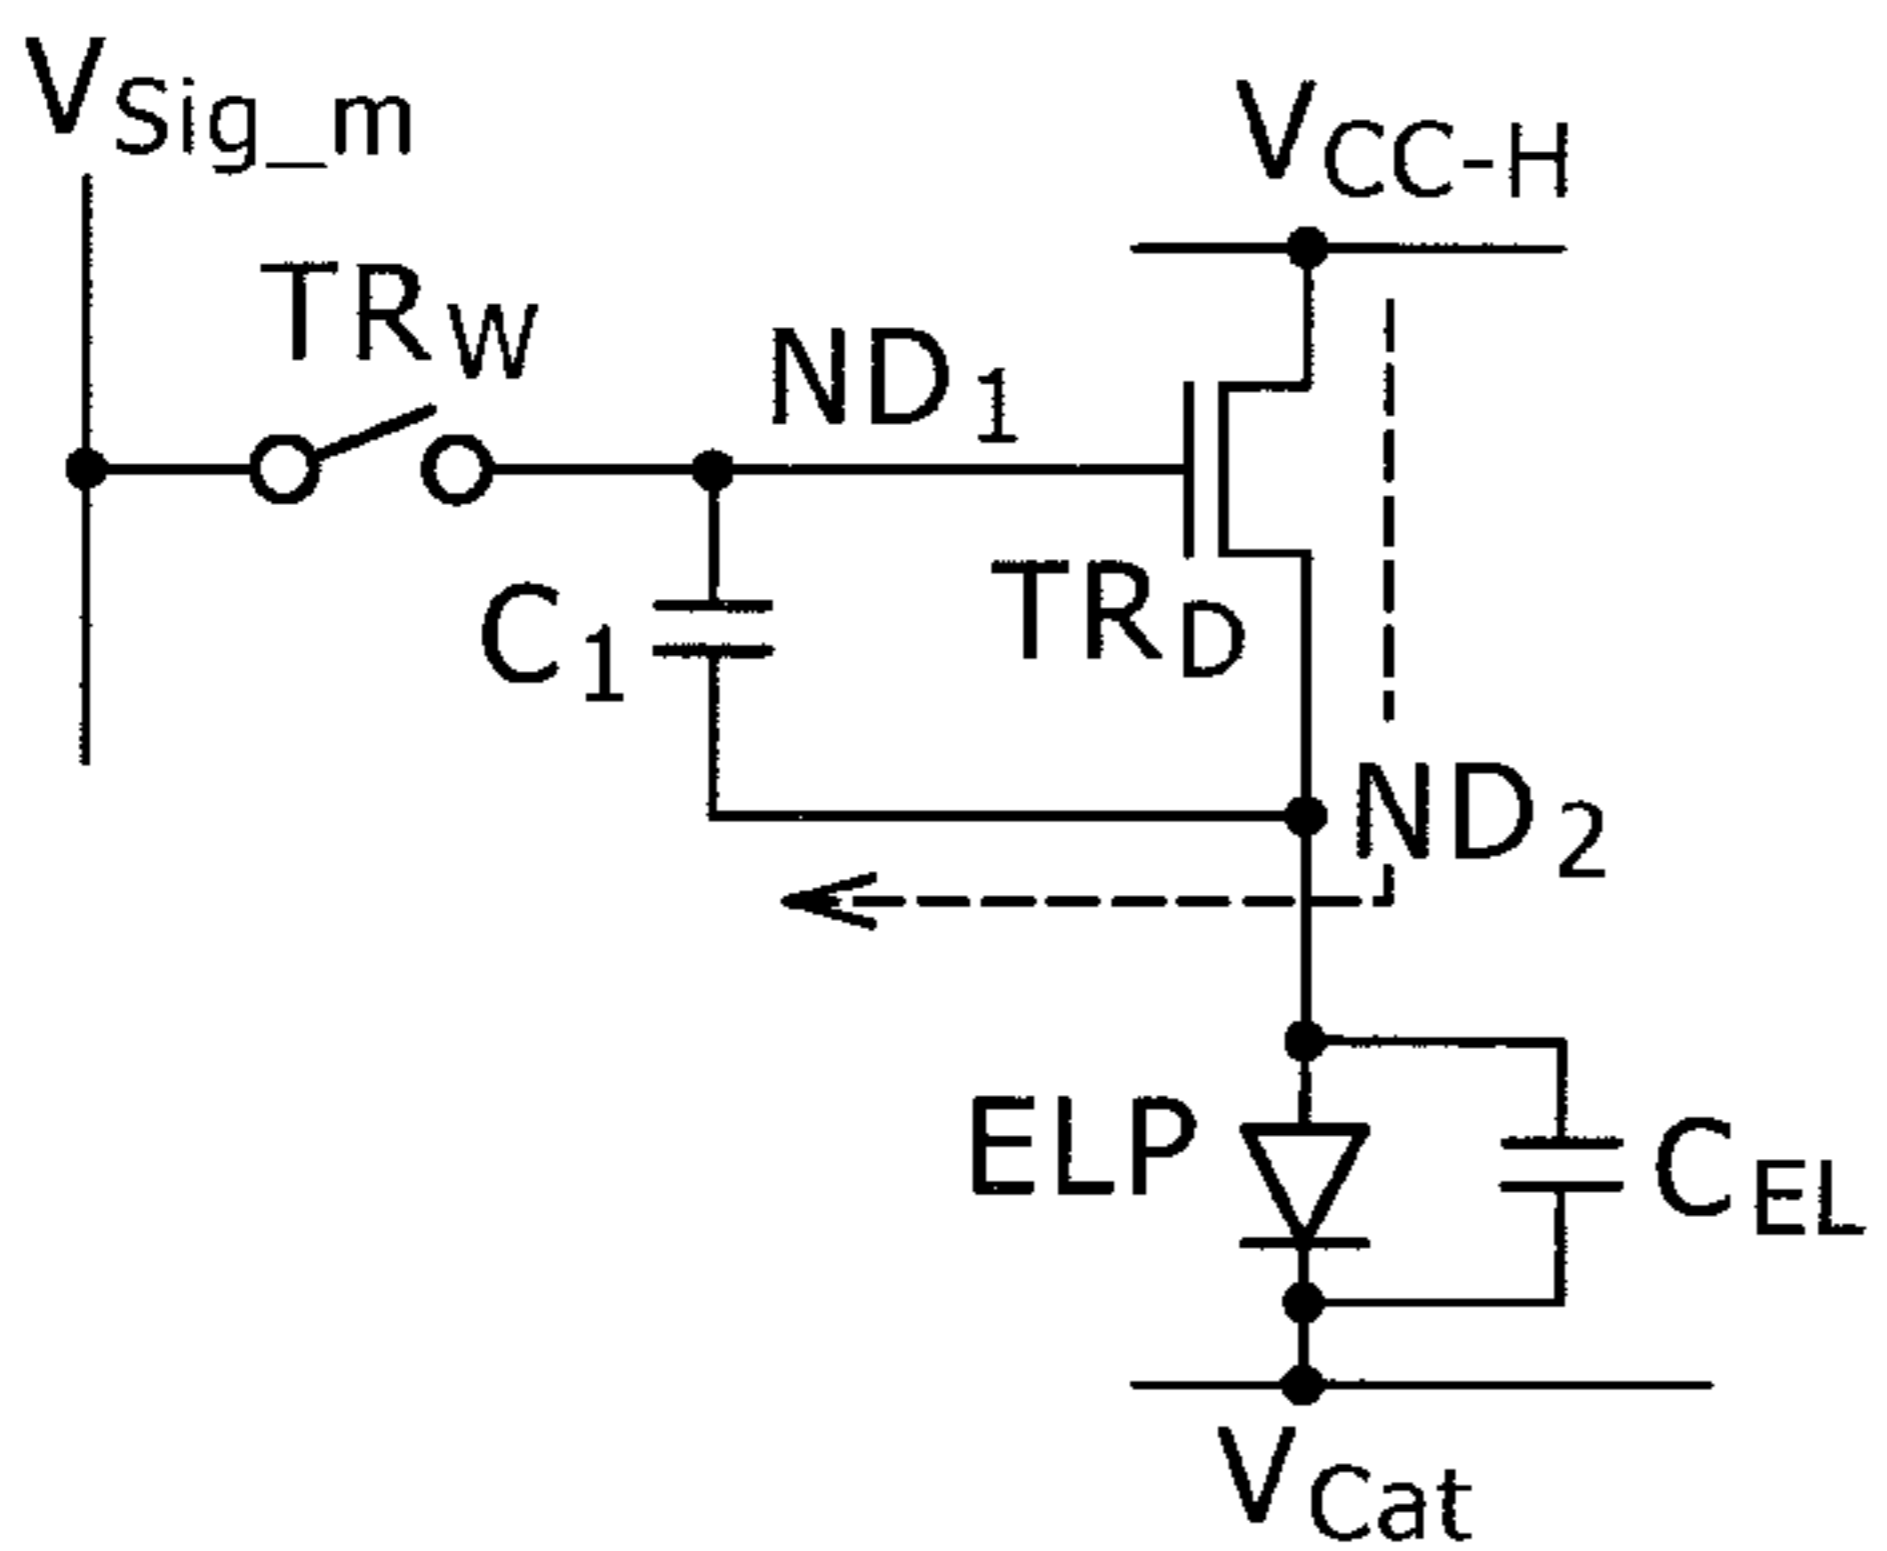 VSig_m
VCC-H
TRW
ND1
C1
TRD
ND2
ELP
CEL
VCat